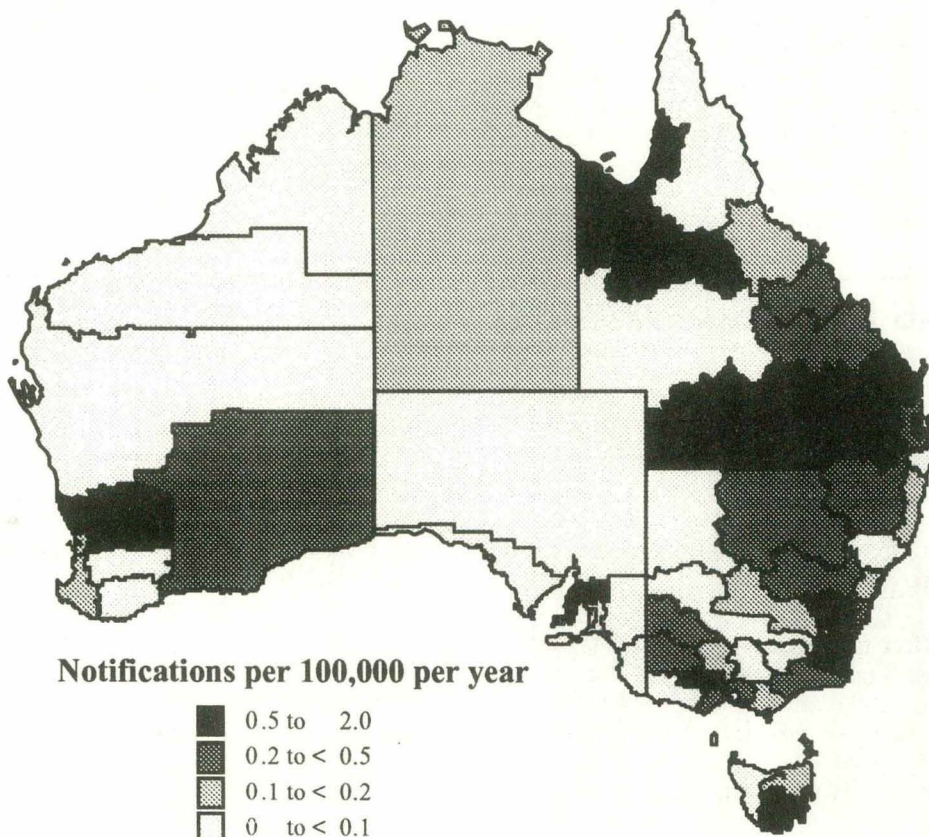 Notifications per 100,000 per year
0.5 to 2.0
0.2 to < 0.5
0.1 to < 0.2
0 to < 0.1